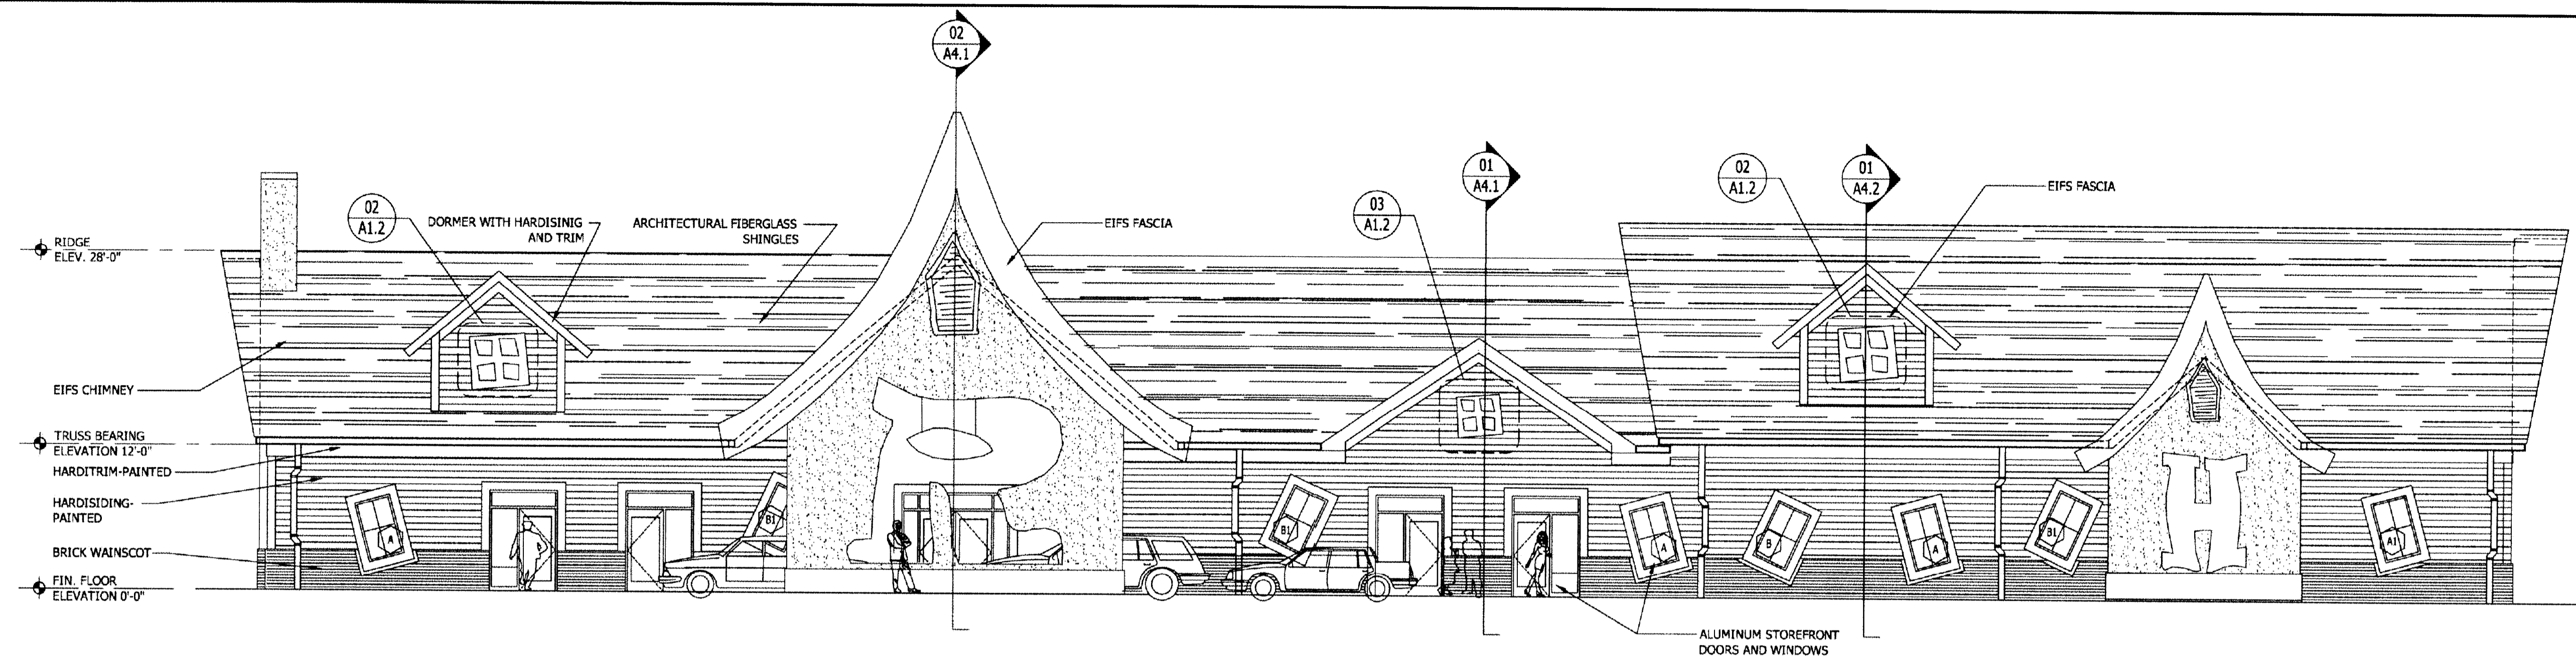 02
A4.1
01
A4.1
02
A1.2
01
A4.2
EIFS FASCIA
03
A1.2
02
A1.2
DORMER WITH HARDISINIG
AND TRIM
ARCHITECTURAL FIBERGLASS
SHINGLES
EIFS FASCIA
RIDGE
ELEV. 28'-0"
EIFS CHIMNEY
TRUSS BEARING
ELEVATION 12'-0"
HARDITRIM-PAINTED
HARDISIDING-
PAINTED
BRICK WAINSCOT
FIN. FLOOR
ELEVATION 0'-0"
A
B1
R
B1
A
B
A
B1
H
A1
ALUMINUM STOREFRONT
DOORS AND WINDOWS